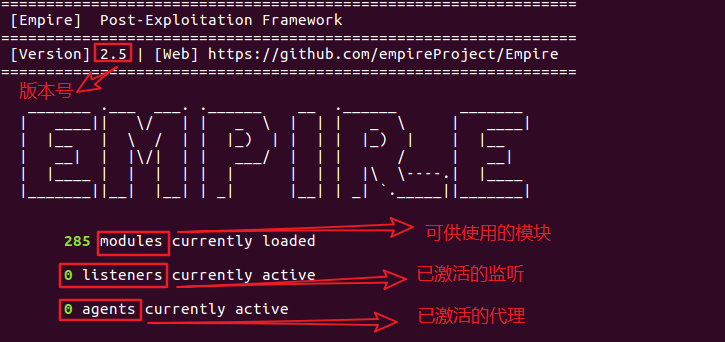 [Empire] Post-Exploitation Framework
[Version] 2.5 | [Web] https://github.com/empireProject/Empire
版本号
EMPIRE
285 modules currently loaded
可供使用的模块
0 listeners currently active
已激活的监听
0 agents currently active
已激活的代理